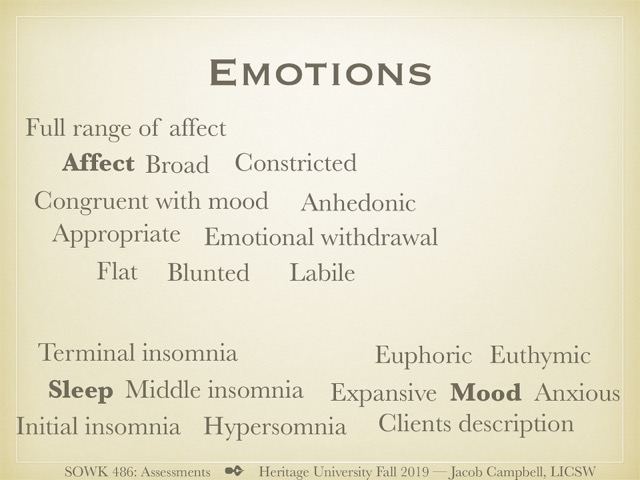 EMOTIONS
Full range of affect
Affect Broad Constricted
Congruent with mood Anhedonic
Appropriate Emotional withdrawal
Flat Blunted Labile
Terminal insomnia Euphoric Euthymic
Sleep Middle insomnia Expansive Mood Anxious
Initial insomnia Hypersomnia Clients description
SOWK 486: Assessments ✒ Heritage University Fall 2019 — Jacob Campbell, LICSW